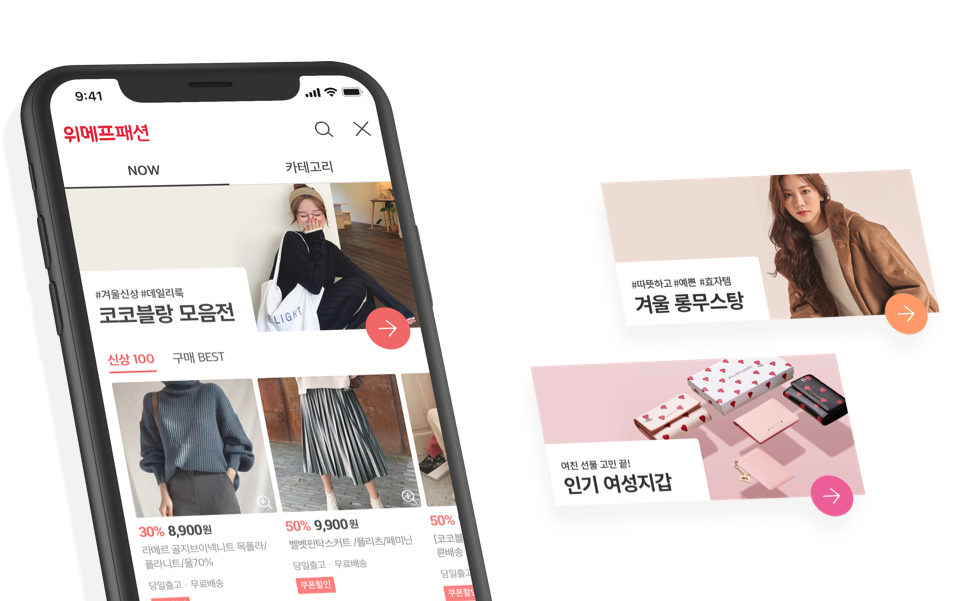 9:41
위메프패션
NOW
카테고리
#겨울신상 #데일리룩
코코블랑 모음전
신상 100
구매 BEST
30% 8,900원
라메르 골지브이넥니트 목폴라/
폴라니트/울70%
당일출고 · 무료배송
50% 9,900원
벨벳핀탁스커트 /플리츠/페미닌
당일출고 · 무료배송
쿠폰할인
50%
[코코블
른배송
당일출고
쿠폰할인
#따뜻하고 #예쁜 #효자템
겨울 롱무스탕
여친 선물 고민 끝!
인기 여성지갑